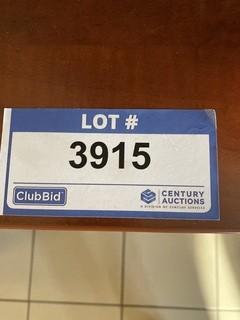 LOT #
3915
ClubBid
CENTURY
AUCTIONS
A DIVISION OF CENTURY SERVICES